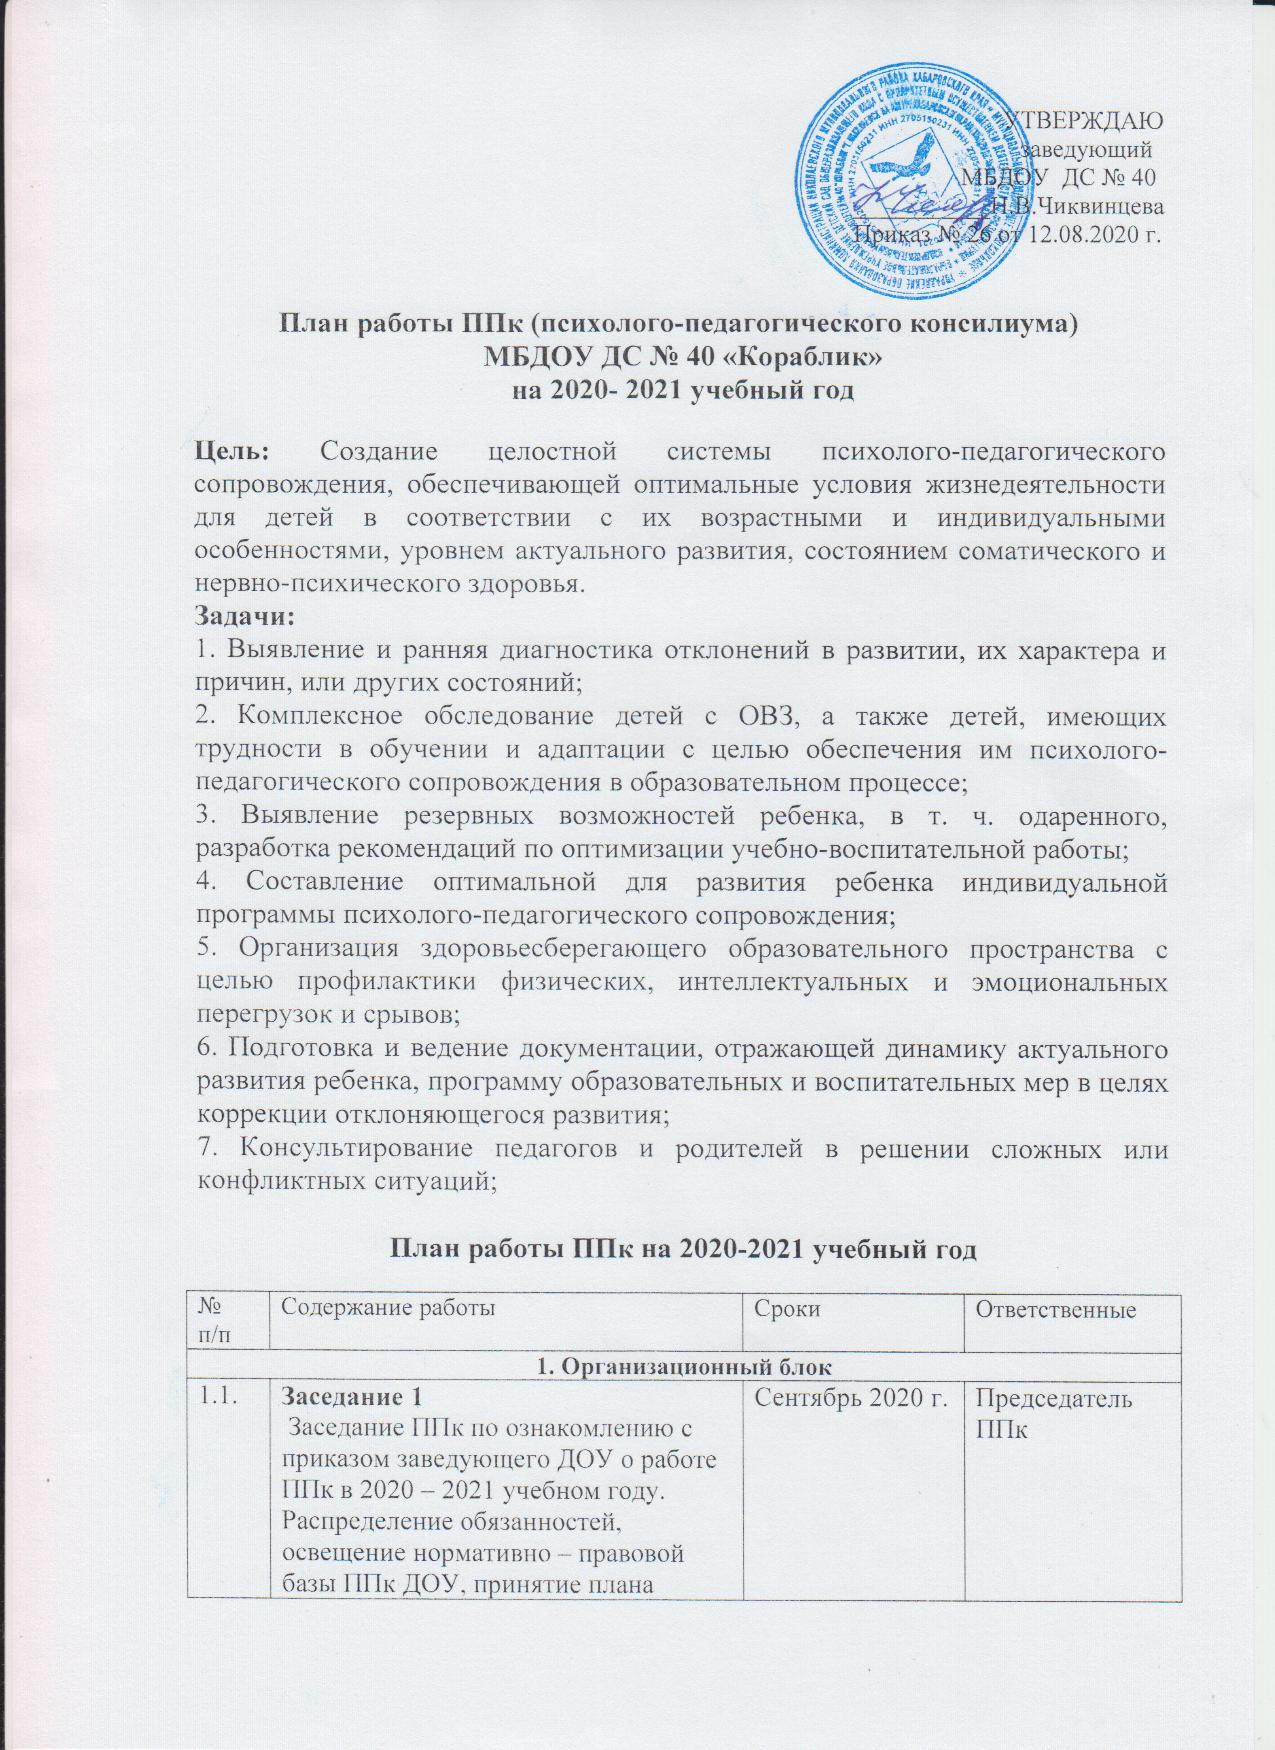 УТВЕРЖДАЮ
заведующий
МБДОУ ДС № 40
Н.В.Чиквинцева
Приказ № 26 от 12.08.2020 г.
План работы ППк (психолого-педагогического консилиума)
МБДОУ ДС № 40 «Кораблик»
на 2020- 2021 учебный год
Цель: Создание целостной системы психолого-педагогического
сопровождения, обеспечивающей оптимальные условия жизнедеятельности
для детей в соответствии с их возрастными и индивидуальными
особенностями, уровнем актуального развития, состоянием соматического и
нервно-психического здоровья.
Задачи:
1. Выявление и ранняя диагностика отклонений в развитии, их характера и
причин, или других состояний;
2. Комплексное обследование детей с ОВЗ, а также детей, имеющих
трудности в обучении и адаптации с целью обеспечения им психолого-
педагогического сопровождения в образовательном процессе;
3. Выявление резервных возможностей ребенка, в т. ч. одаренного,
разработка рекомендаций по оптимизации учебно-воспитательной работы;
4. Составление оптимальной для развития ребенка индивидуальной
программы психолого-педагогического сопровождения;
5. Организация здоровьесберегающего образовательного пространства с
целью профилактики физических, интеллектуальных и эмоциональных
перегрузок и срывов;
6. Подготовка и ведение документации, отражающей динамику актуального
развития ребенка, программу образовательных и воспитательных мер в целях
коррекции отклоняющегося развития;
7. Консультирование педагогов и родителей в решении сложных или
конфликтных ситуаций;
План работы ППк на 2020-2021 учебный год
№ п/п Содержание работы Сроки Ответственные
1. Организационный блок
1.1. Заседание 1 Сентябрь 2020 г. Председатель
Заседание ППк по ознакомлению с ППк
приказом заведующего ДОУ о работе
ППк в 2020 – 2021 учебном году.
Распределение обязанностей,
освещение нормативно – правовой
базы ППк ДОУ, принятие плана